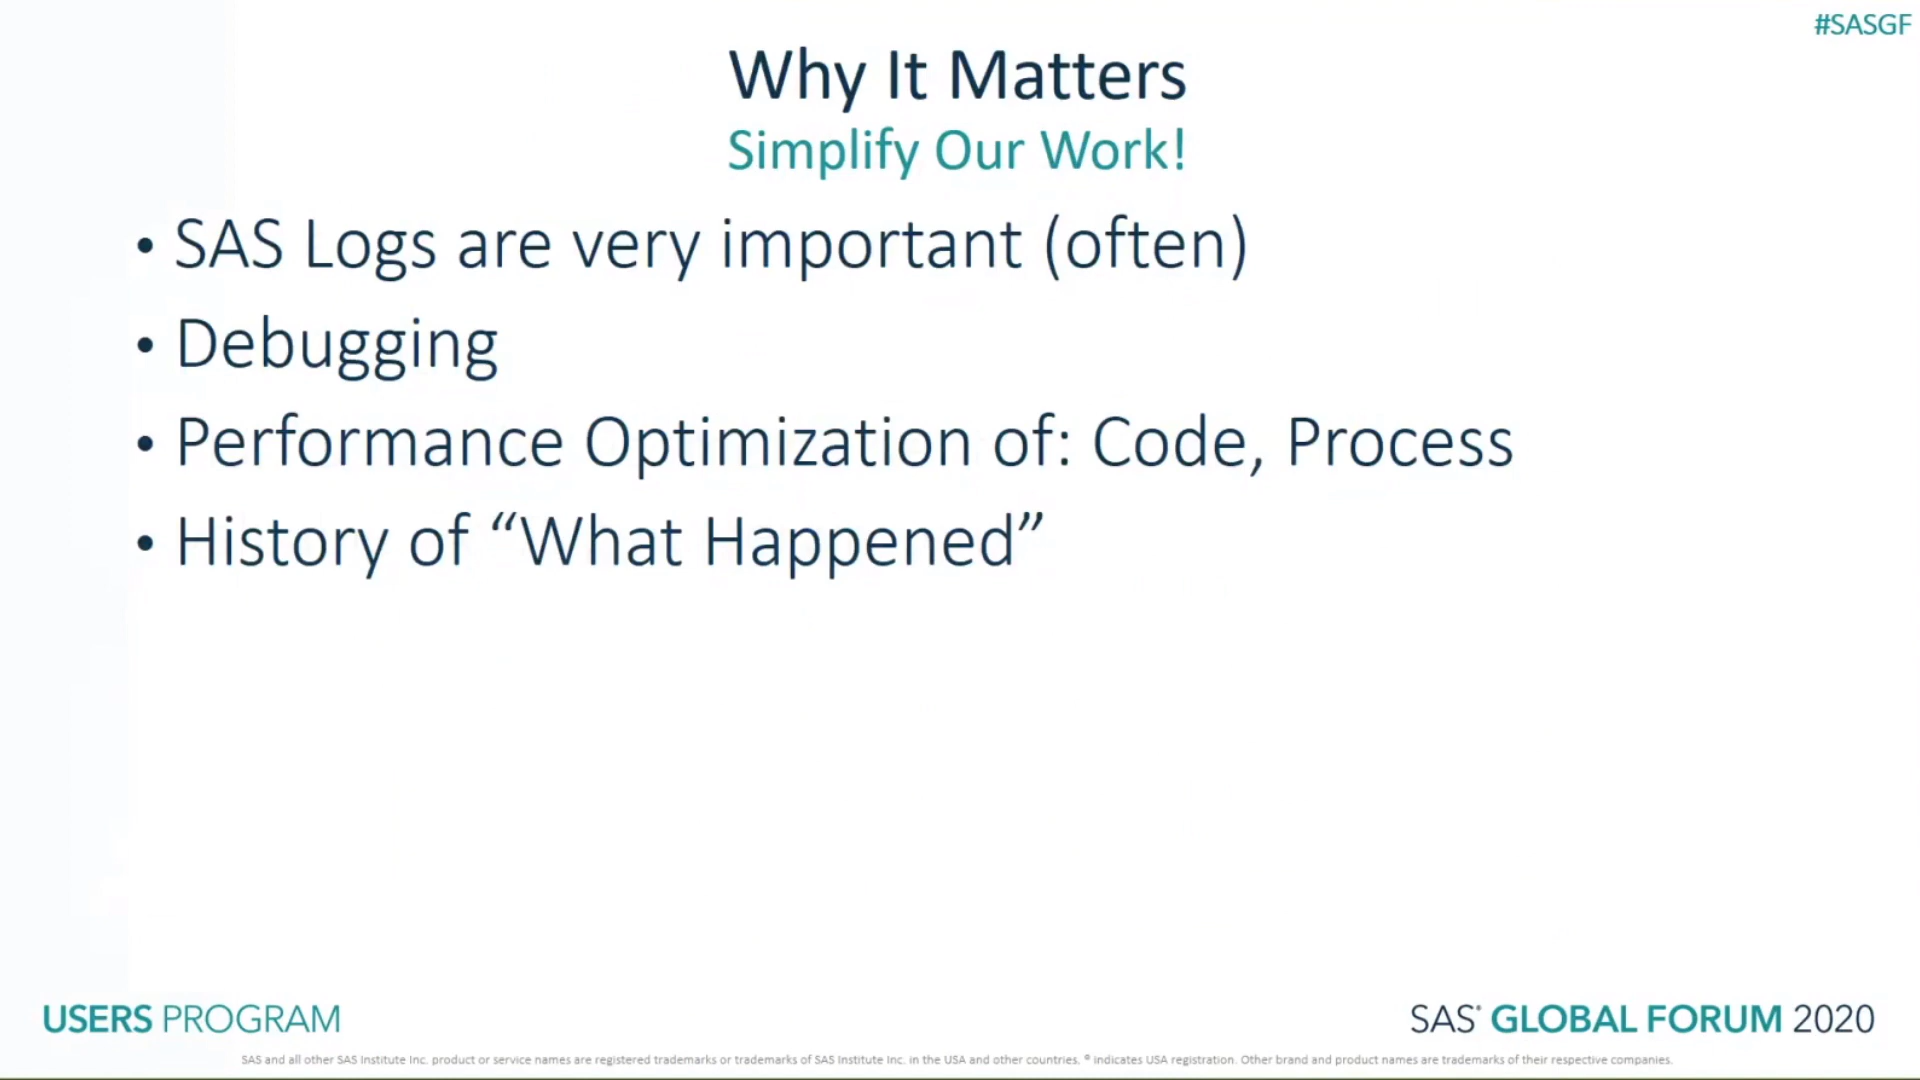 #SASGF
Why It Matters
Simplify Our Work!
• SAS Logs are very important (often)
• Debugging
• Performance Optimization of: Code, Process
• History of “What Happened”
USERS PROGRAM
SAS® GLOBAL FORUM 2020
SAS and all other SAS Institute Inc. product or service names are registered trademarks or trademarks of SAS Institute Inc. in the USA and other countries. ® indicates USA registration. Other brand and product names are trademarks of their respective companies.